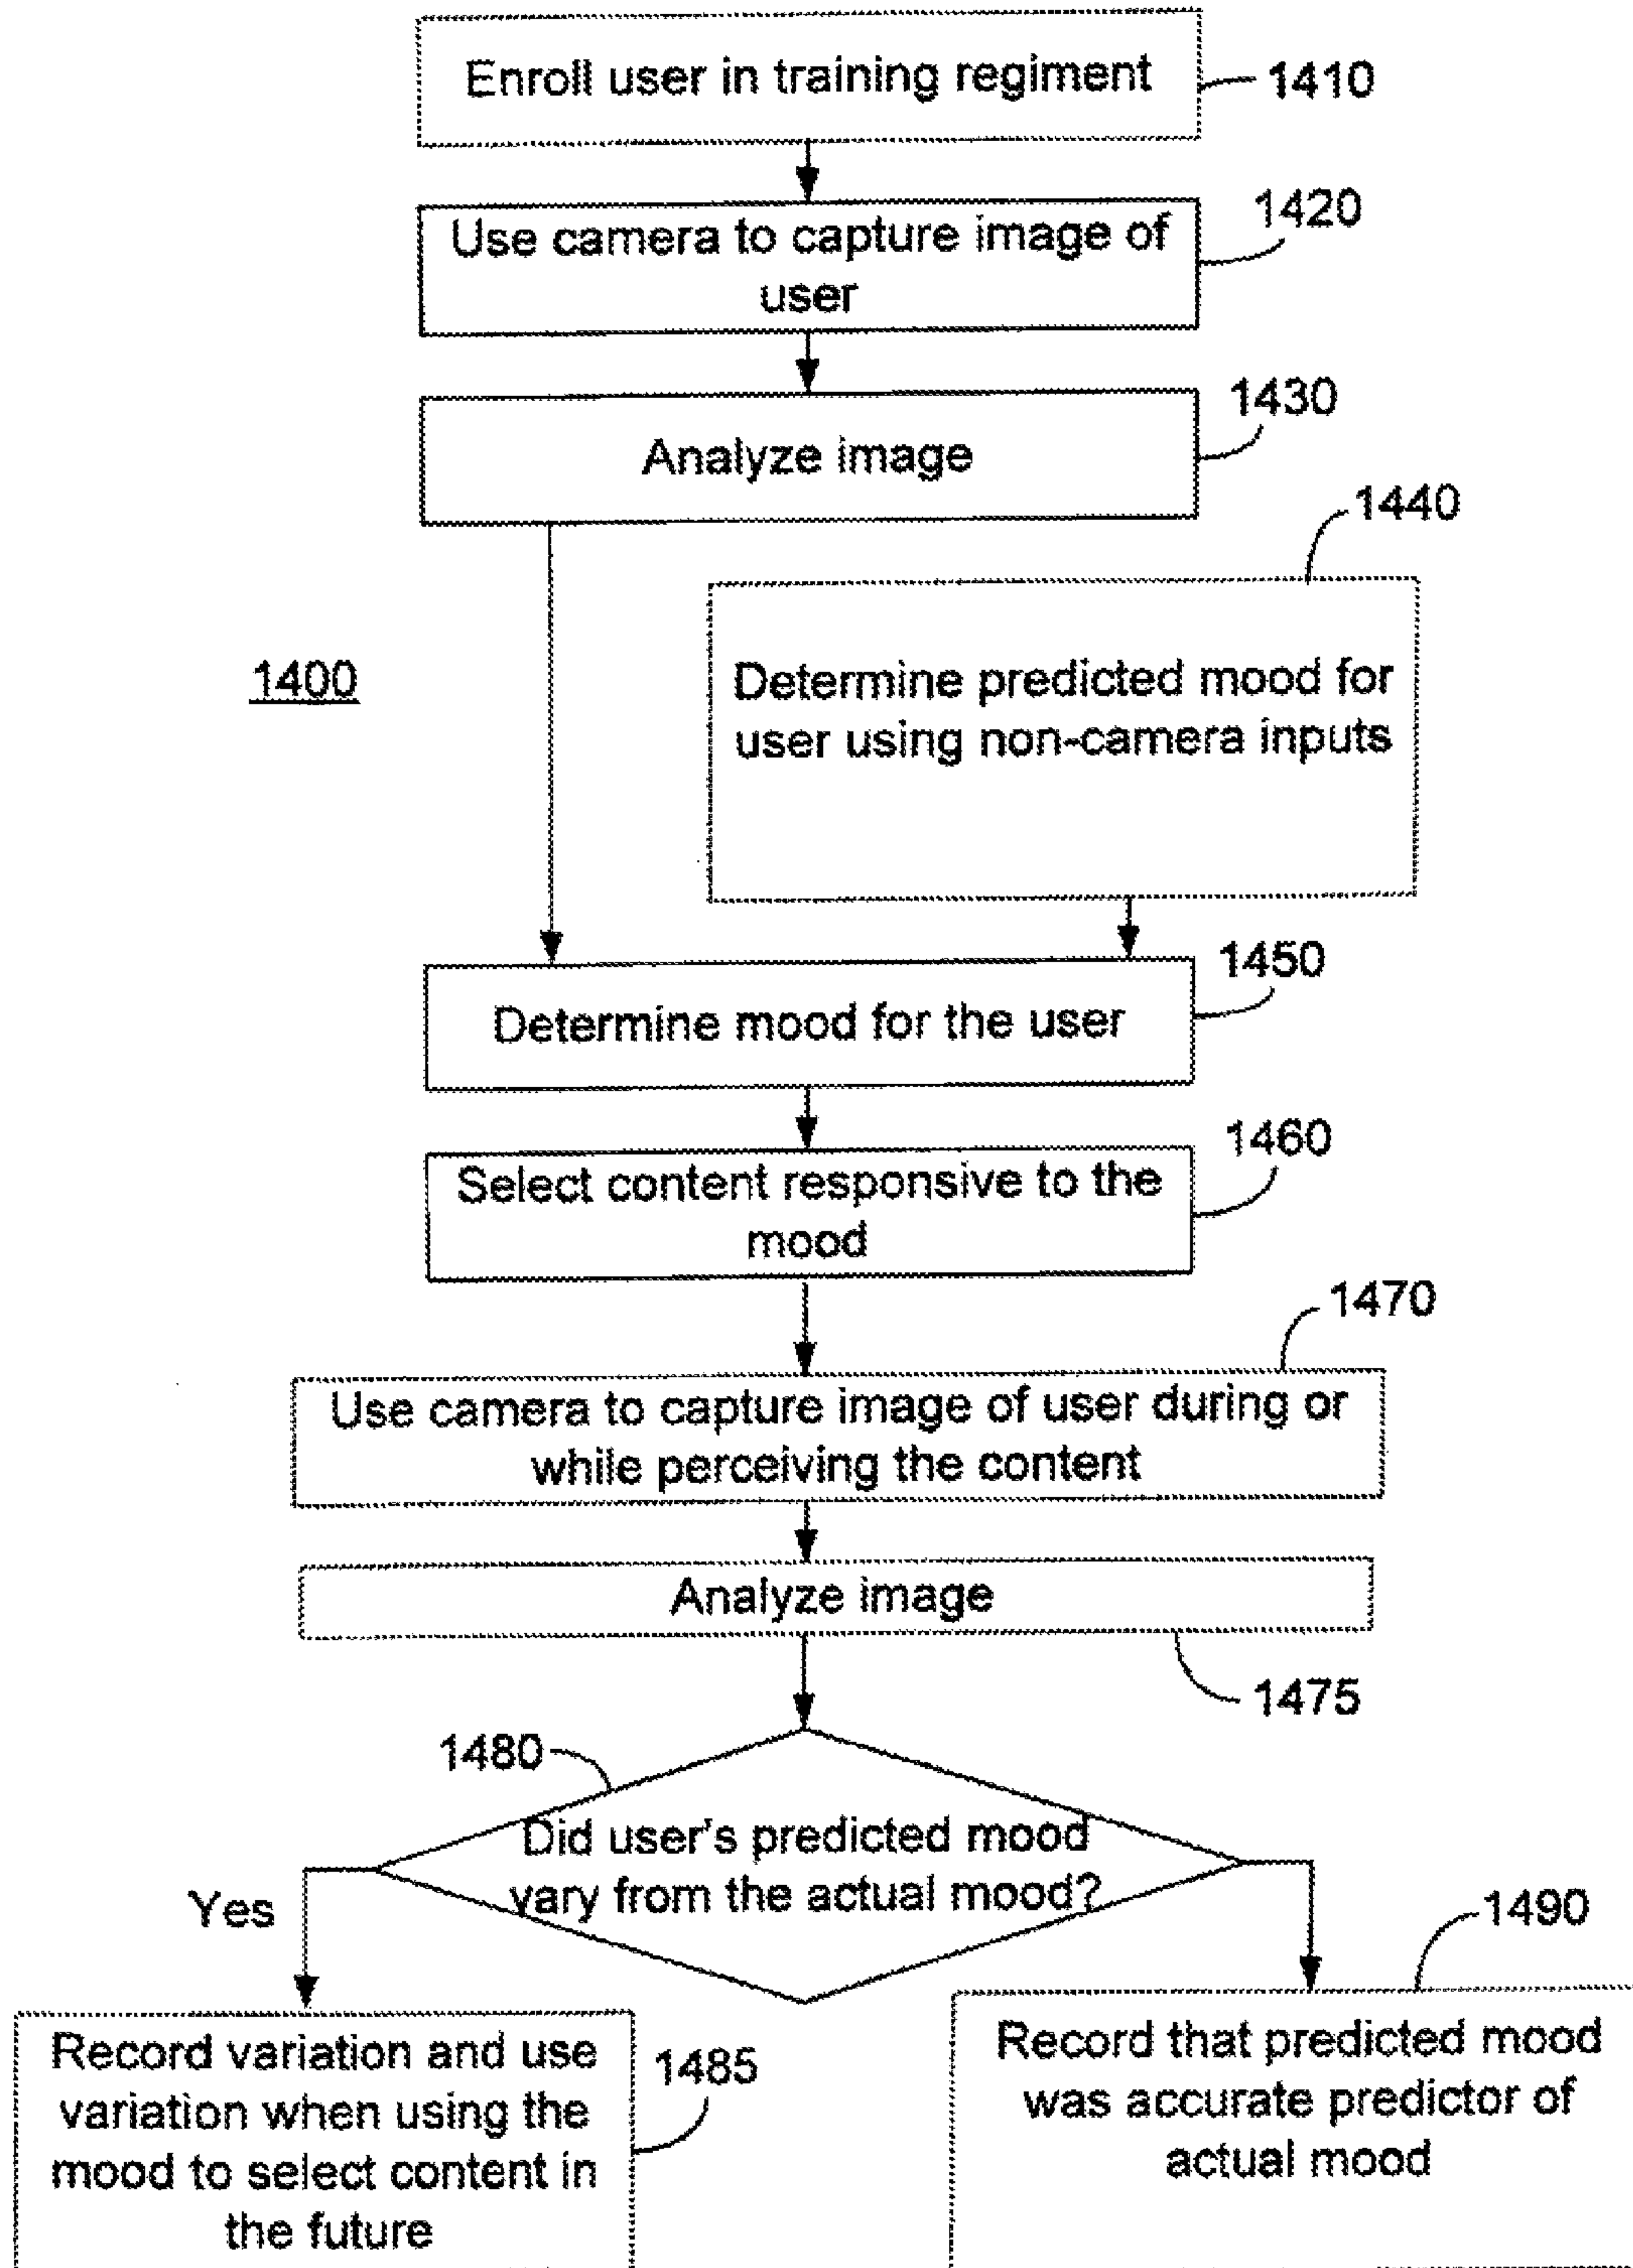 Enroll user in training regiment
1410
1420
Use camera to capture image of
user
1430
Analyze image
1440
1400
Determine predicted mood for
user using non-camera inputs
1450
Determine mood for the user
1460
Select content responsive to the
mood
1470
Use camera to capture image of user during or
while perceiving the content
Analyze image
1475
1480
Did user's predicted mood
vary from the actual mood?
Yes
1490
Record variation and use
variation when using the
mood to select content in
the future
1485
Record that predicted mood
was accurate predictor of
actual mood